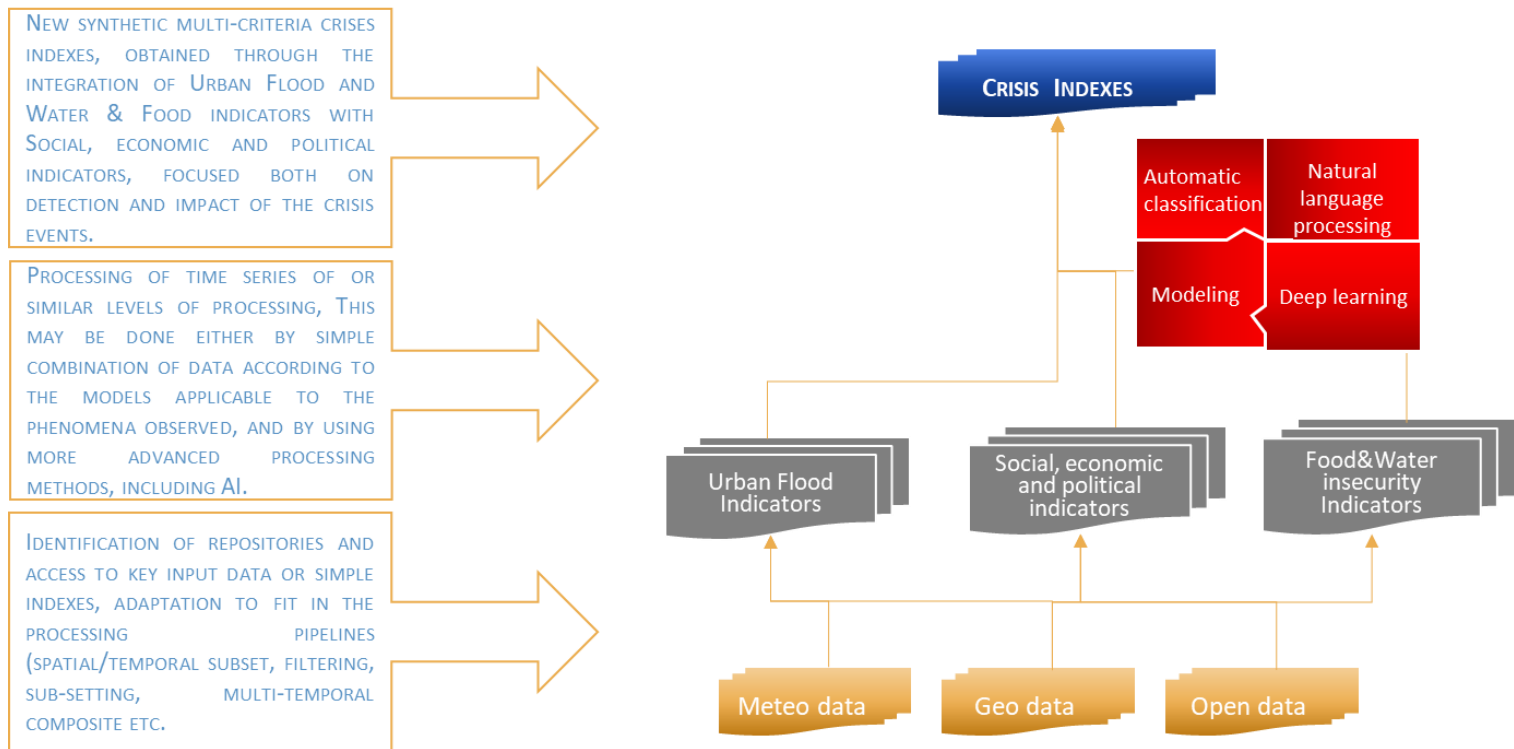 New synthetic multi-criteria crises
indexes, obtained through the
integration of Urban Flood and
Water & Food indicators with
Social, economic and political
indicators, focused both on
detection and impact of the crisis
events.
Processing of time series of or
similar levels of processing, This
may be done either by simple
combination of data according to
the models applicable to the
phenomena observed, and by using
more advanced processing
methods, including AI.
Identification of repositories and
access to key input data or simple
indexes, adaptation to fit in the
processing pipelines
(spatial/temporal subset, filtering,
sub-setting, multi-temporal
composite etc.
Crisis Indexes
Automatic
classification
Natural
language
processing
Modeling
Deep learning
Urban Flood
Indicators
Social, economic
and political
indicators
Food&Water
insecurity
Indicators
Meteo data
Geo data
Open data